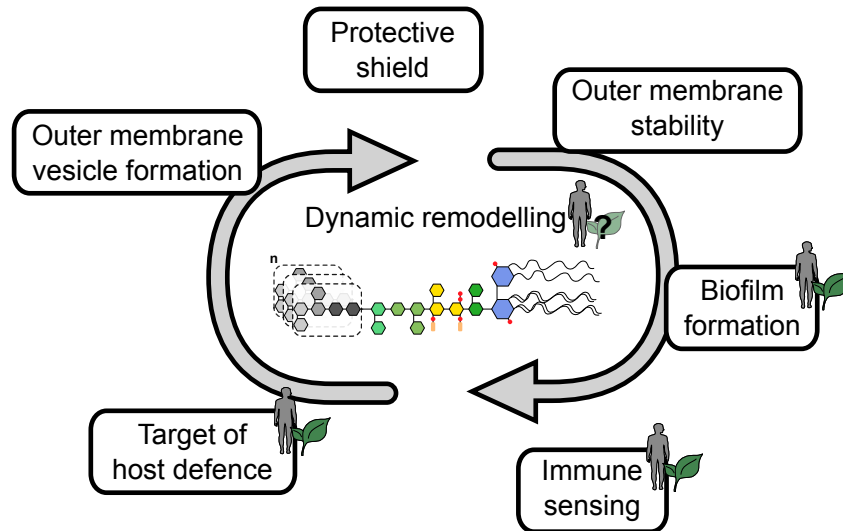 Protective
shield
Outer membrane
stability
Outer membrane
vesicle formation
Dynamic remodelling
?
n
Biofilm
formation
Target of
host defence
Immune
sensing